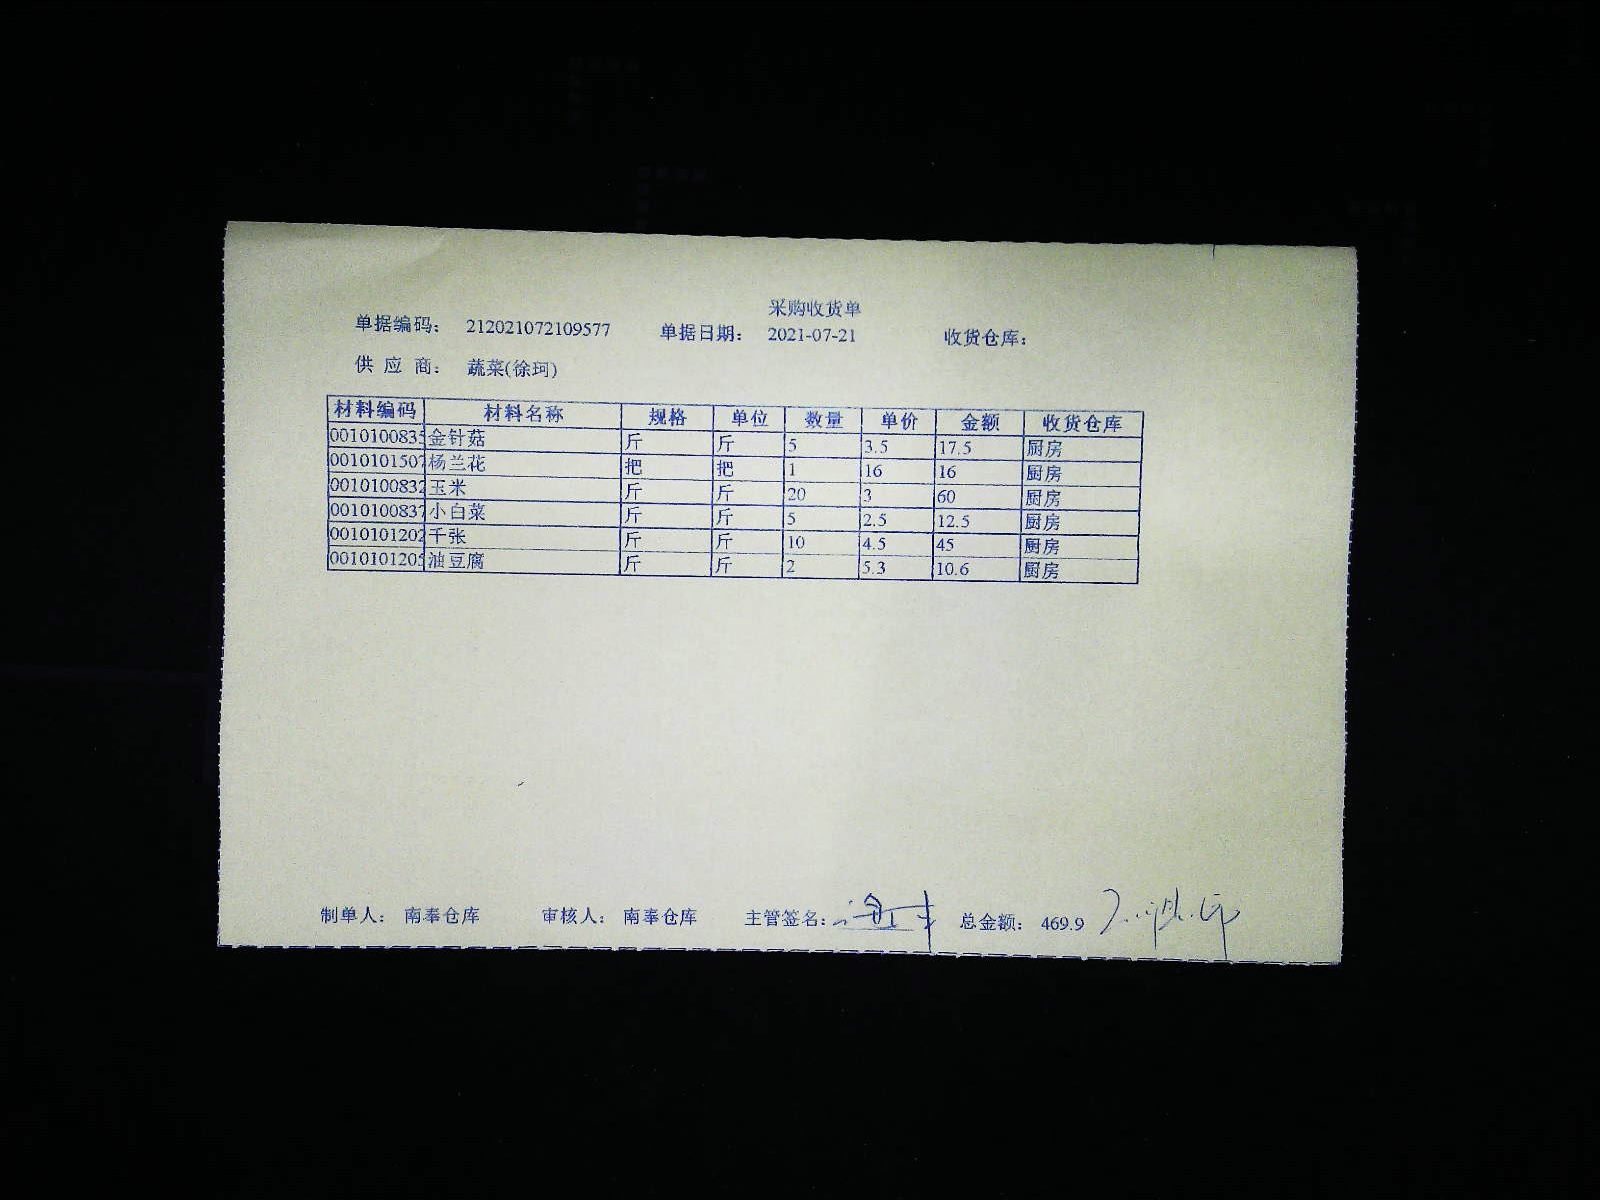 采购收货单
单据编码： 212021072109577 单据日期： 2021-07-21 收货仓库：
供 应 商： 蔬菜(徐珂)
材料编码 材料名称 规格 单位 数量 单价 金额 收货仓库
0010100835 金针菇 斤 斤 5 3.5 17.5 厨房
0010101507 杨兰花 把 把 1 16 16 厨房
0010100832 玉米 斤 斤 20 3 60 厨房
0010100837 小白菜 斤 斤 5 2.5 12.5 厨房
0010101202 千张 斤 斤 10 4.5 45 厨房
0010101205 油豆腐 斤 斤 2 5.3 10.6 厨房
制单人： 南奉仓库 审核人： 南奉仓库 主管签名： 总金额： 469.9